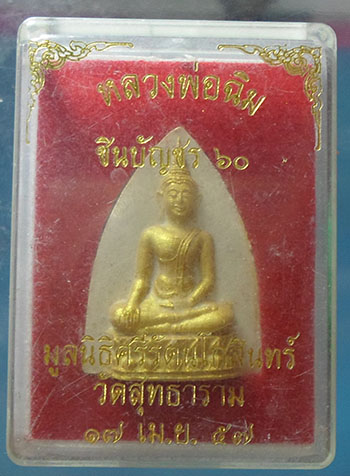 หลวงพ่อฉิม
ชินบัญชร ๖๐
มูลนิธิศรีรัตนโกสินทร์
วัดสุทธาราม
๑๗ เม.ย. ๕๗